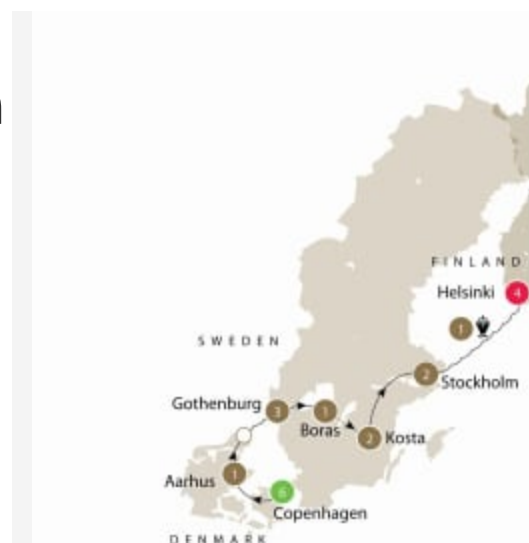 FINLAND
Helsinki
4
1
SWEDEN
2
Stockholm
Gothenburg
3
1
Boras
2
Kosta
Aarhus
1
6
Copenhagen
DENMARK